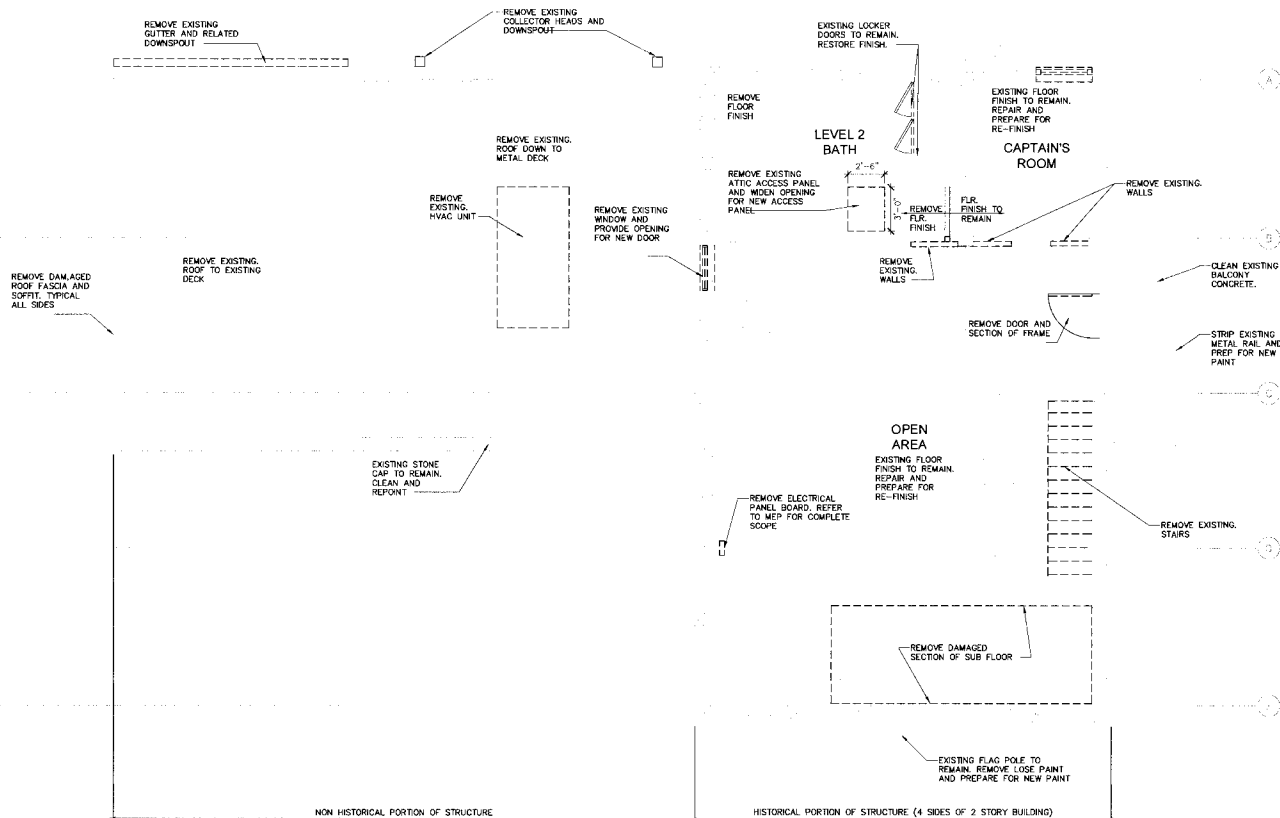 REMOVE EXISTING
GUTTER AND RELATED
DOWNSPOUT
REMOVE EXISTING
COLLECTOR HEADS AND
DOWNSPOUT
EXISTING LOCKER
DOORS TO REMAIN.
RESTORE FINISH.
REMOVE
FLOOR
FINISH
EXISTING FLOOR
FINISH TO REMAIN.
REPAIR AND
PREPARE FOR
RE-FINISH
A
LEVEL 2
BATH
CAPTAIN'S
ROOM
REMOVE EXISTING.
ROOF DOWN TO
METAL DECK
2'-6"
3'-0"
REMOVE EXISTING
ATTIC ACCESS PANEL
AND WIDEN OPENING
FOR NEW ACCESS
PANEL
REMOVE
FLR.
FINISH
FLR.
FINISH TO
REMAIN
REMOVE EXISTING.
WALLS
REMOVE
EXISTING.
HVAC UNIT
REMOVE EXISTING
WINDOW AND
PROVIDE OPENING
FOR NEW DOOR
REMOVE
EXISTING.
WALLS
B
REMOVE DAM,AGED
ROOF FASCIA AND
SOFFIT. TYPICAL
ALL SIDES
REMOVE EXISTING.
ROOF TO EXISTING
DECK
CLEAN EXISTING
BALCONY
CONCRETE.
REMOVE DOOR AND
SECTION OF FRAME
STRIP EXISTING
METAL RAIL AND
PREP FOR NEW
PAINT
C
OPEN
AREA
EXISTING FLOOR
FINISH TO REMAIN.
REPAIR AND
PREPARE FOR
RE-FINISH
EXISTING STONE
CAP TO REMAIN.
CLEAN AND
REPOINT
REMOVE ELECTRICAL
PANEL BOARD. REFER
TO MEP FOR COMPLETE
SCOPE
REMOVE EXISTING.
STAIRS
REMOVE DAMAGED
SECTION OF SUB FLOOR
EXISTING FLAG POLE TO
REMAIN. REMOVE LOSE PAINT
AND PREPARE FOR NEW PAINT
NON HISTORICAL PORTION OF STRUCTURE
HISTORICAL PORTION OF STRUCTURE (4 SIDES OF 2 STORY BUILDING)